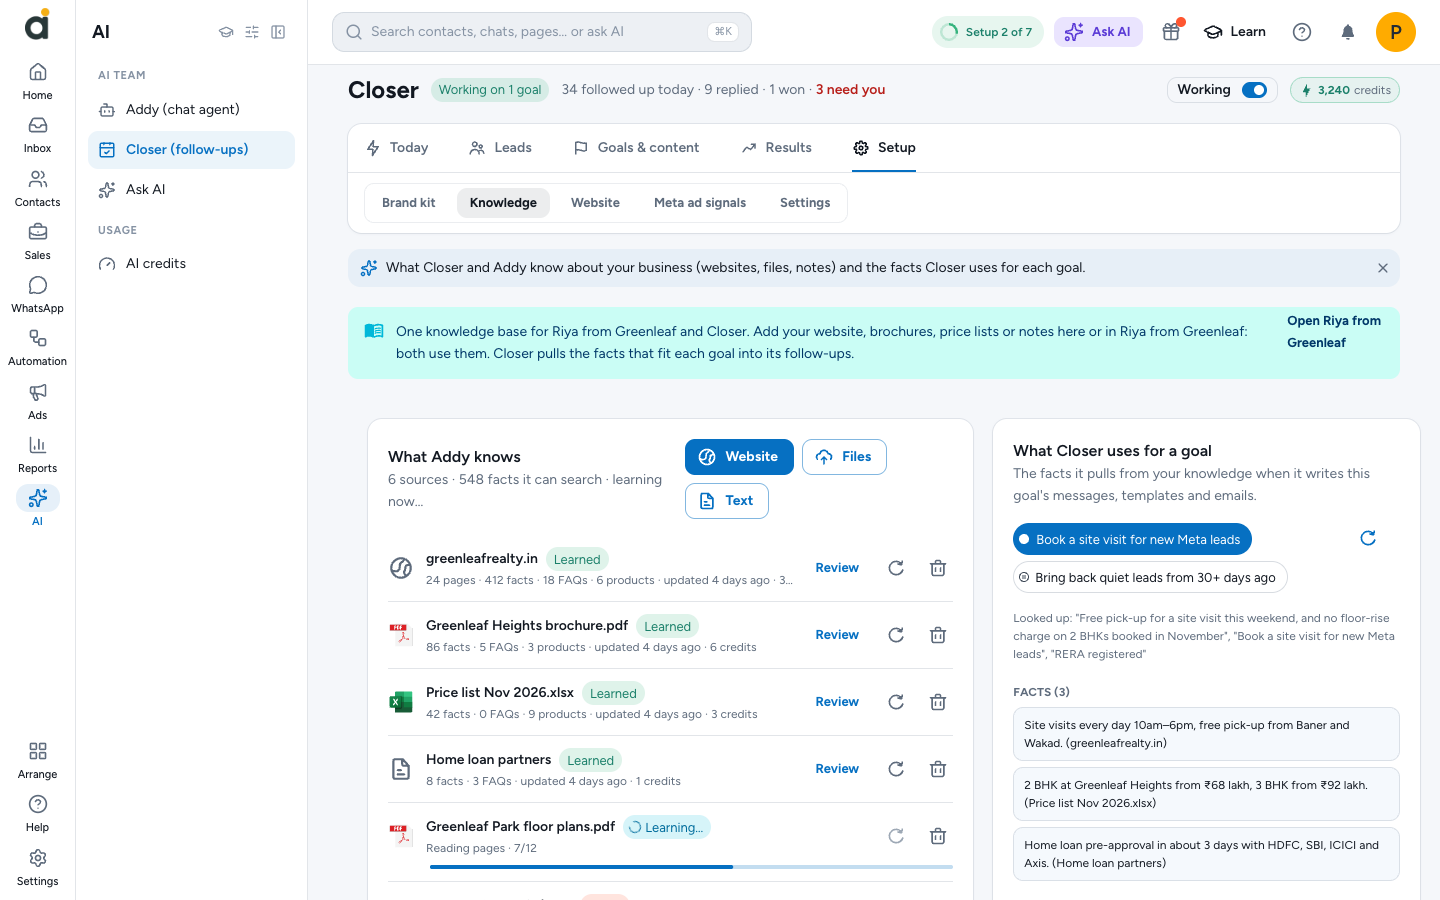 AI
Search contacts, chats, pages... or ask AI
⌘K
Setup 2 of 7
Ask AI
Learn
P
Home
Inbox
Contacts
Sales
WhatsApp
Automation
Ads
Reports
AI
Arrange
Help
Settings
AI TEAM
Addy (chat agent)
Closer (follow-ups)
Ask AI
USAGE
AI credits
Closer
Working on 1 goal
34 followed up today · 9 replied · 1 won · 3 need you
Working
3,240 credits
Today
Leads
Goals & content
Results
Setup
Brand kit
Knowledge
Website
Meta ad signals
Settings
What Closer and Addy know about your business (websites, files, notes) and the facts Closer uses for each goal.
One knowledge base for Riya from Greenleaf and Closer. Add your website, brochures, price lists or notes here or in Riya from Greenleaf:
both use them. Closer pulls the facts that fit each goal into its follow-ups.
Open Riya from
Greenleaf
What Addy knows
6 sources · 548 facts it can search · learning
now...
Website
Files
Text
greenleafrealty.in
Learned
24 pages · 412 facts · 18 FAQs · 6 products · updated 4 days ago · 3...
Review
Greenleaf Heights brochure.pdf
Learned
86 facts · 5 FAQs · 3 products · updated 4 days ago · 6 credits
Review
Price list Nov 2026.xlsx
Learned
42 facts · 0 FAQs · 9 products · updated 4 days ago · 3 credits
Review
Home loan partners
Learned
8 facts · 3 FAQs · updated 4 days ago · 1 credits
Review
Greenleaf Park floor plans.pdf
Learning...
Reading pages · 7/12
What Closer uses for a goal
The facts it pulls from your knowledge when it writes this
goal's messages, templates and emails.
Book a site visit for new Meta leads
Bring back quiet leads from 30+ days ago
Looked up: "Free pick-up for a site visit this weekend, and no floor-rise
charge on 2 BHKs booked in November", "Book a site visit for new Meta
leads", "RERA registered"
FACTS (3)
Site visits every day 10am–6pm, free pick-up from Baner and
Wakad. (greenleafrealty.in)
2 BHK at Greenleaf Heights from ₹68 lakh, 3 BHK from ₹92 lakh.
(Price list Nov 2026.xlsx)
Home loan pre-approval in about 3 days with HDFC, SBI, ICICI and
Axis. (Home loan partners)